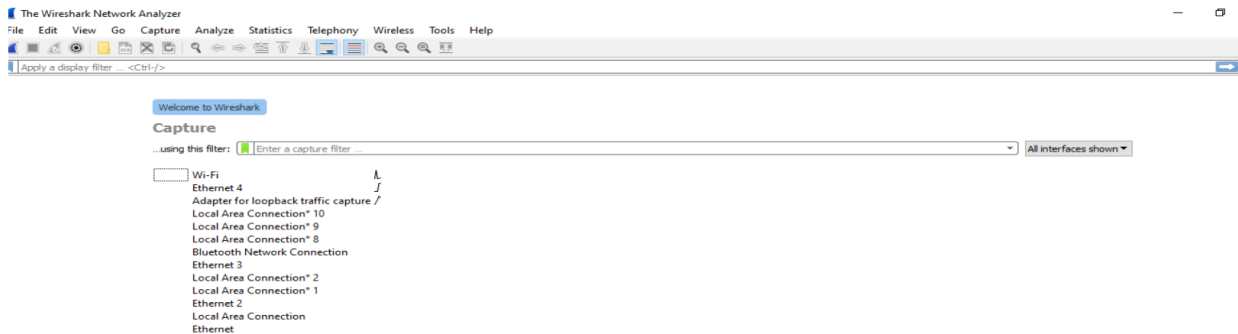 The Wireshark Network Analyzer
File Edit View Go Capture Analyze Statistics Telephony Wireless Tools Help
Apply a display filter ... <Ctrl-/>
Welcome to Wireshark
Capture
...using this filter: Enter a capture filter ... All interfaces shown
Wi-Fi
Ethernet 4
Adapter for loopback traffic capture
Local Area Connection* 10
Local Area Connection* 9
Local Area Connection* 8
Bluetooth Network Connection
Ethernet 3
Local Area Connection* 2
Local Area Connection* 1
Ethernet 2
Local Area Connection
Ethernet